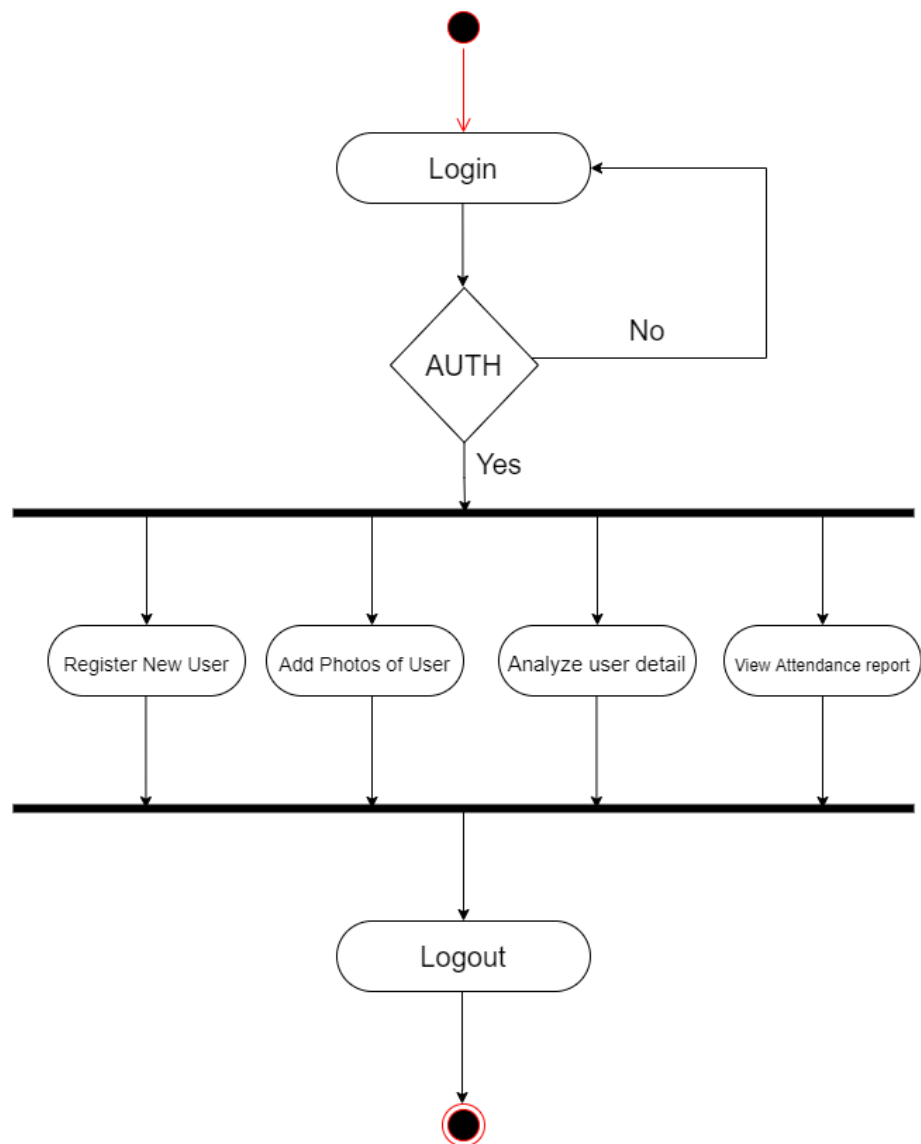 Login
AUTH
No
Yes
Register New User
Add Photos of User
Analyze user detail
View Attendance report
Logout